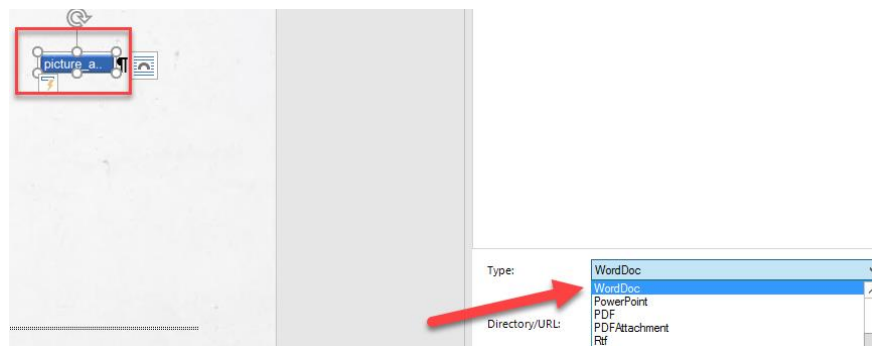 picture_a.. ¶
Type:
WordDoc
WordDoc
PowerPoint
PDF
Directory/URL:
PDFAttachment
Rtf